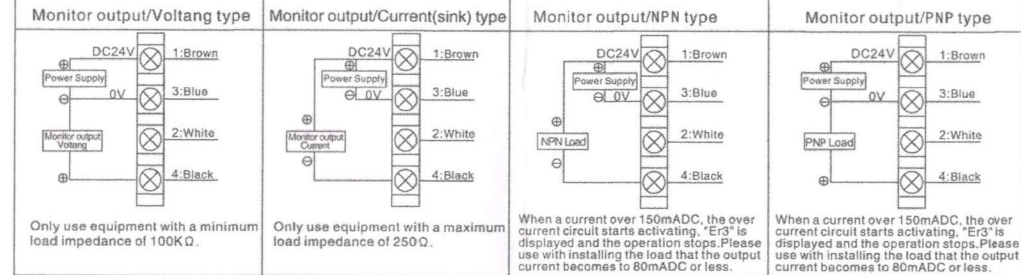 Monitor output/Voltang type
DC24V
1:Brown
⊕
Power Supply
⊖
0V
3:Blue
Monitor output
Voltang
2:White
⊕
4:Black
Only use equipment with a minimum
load impedance of 100KΩ.
Monitor output/Current(sink) type
DC24V
1:Brown
⊕
Power Supply
⊖ 0V
3:Blue
⊕
Monitor output
Current
2:White
⊖
4:Black
Only use equipment with a maximum
load impedance of 250Ω.
Monitor output/NPN type
DC24V
1:Brown
⊕
Power Supply
⊖ 0V
3:Blue
⊕
NPN Load
2:White
⊖
4:Black
When a current over 150mADC, the over
current circuit starts activating, "Er3" is
displayed and the operation stops.Please
use with installing the load that the output
current becomes to 80mADC or less.
Monitor output/PNP type
DC24V
1:Brown
⊕
Power Supply
⊖
0V
3:Blue
PNP Load
2:White
⊕
4:Black
When a current over 150mADC, the over
current circuit starts activating, "Er3" is
displayed and the operation stops.Please
use with installing the load that the output
current becomes to 80mADC or less.